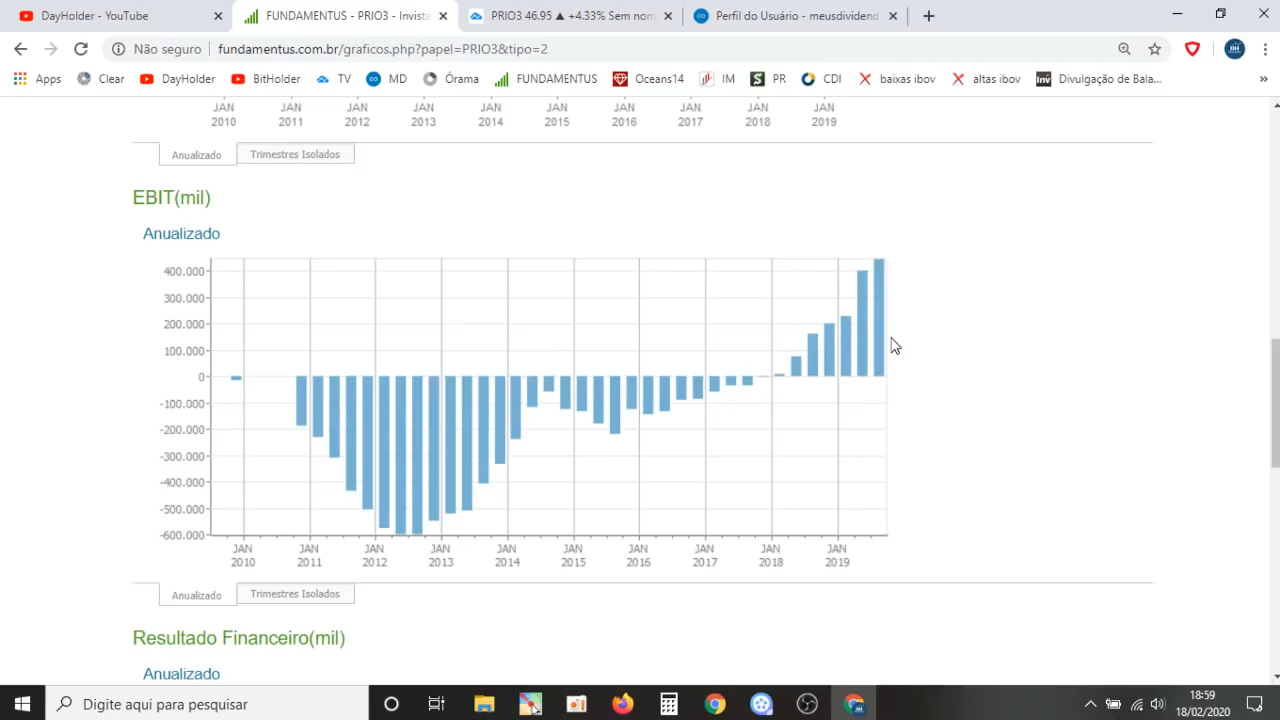 DayHolder - YouTube
FUNDAMENTUS - PRIO3 - Invista
PRIO3 46.95 ▲ +4.33% Sem nom
Perfil do Usuário - meusdividend
Não seguro
fundamentus.com.br/graficos.php?papel=PRIO3&tipo=2
Apps
Clear
DayHolder
BitHolder
TV
MD
Órama
FUNDAMENTUS
Oceans14
IM
PR
CDI
baixas ibov
altas ibov
Divulgação de Bala...
JAN 2010
JAN 2011
JAN 2012
JAN 2013
JAN 2014
JAN 2015
JAN 2016
JAN 2017
JAN 2018
JAN 2019
Anualizado
Trimestres Isolados
EBIT(mil)
Anualizado
400.000
300.000
200.000
100.000
0
-100.000
-200.000
-300.000
-400.000
-500.000
-600.000
JAN 2010
JAN 2011
JAN 2012
JAN 2013
JAN 2014
JAN 2015
JAN 2016
JAN 2017
JAN 2018
JAN 2019
Anualizado
Trimestres Isolados
Resultado Financeiro(mil)
Anualizado
Digite aqui para pesquisar
18:59
18/02/2020